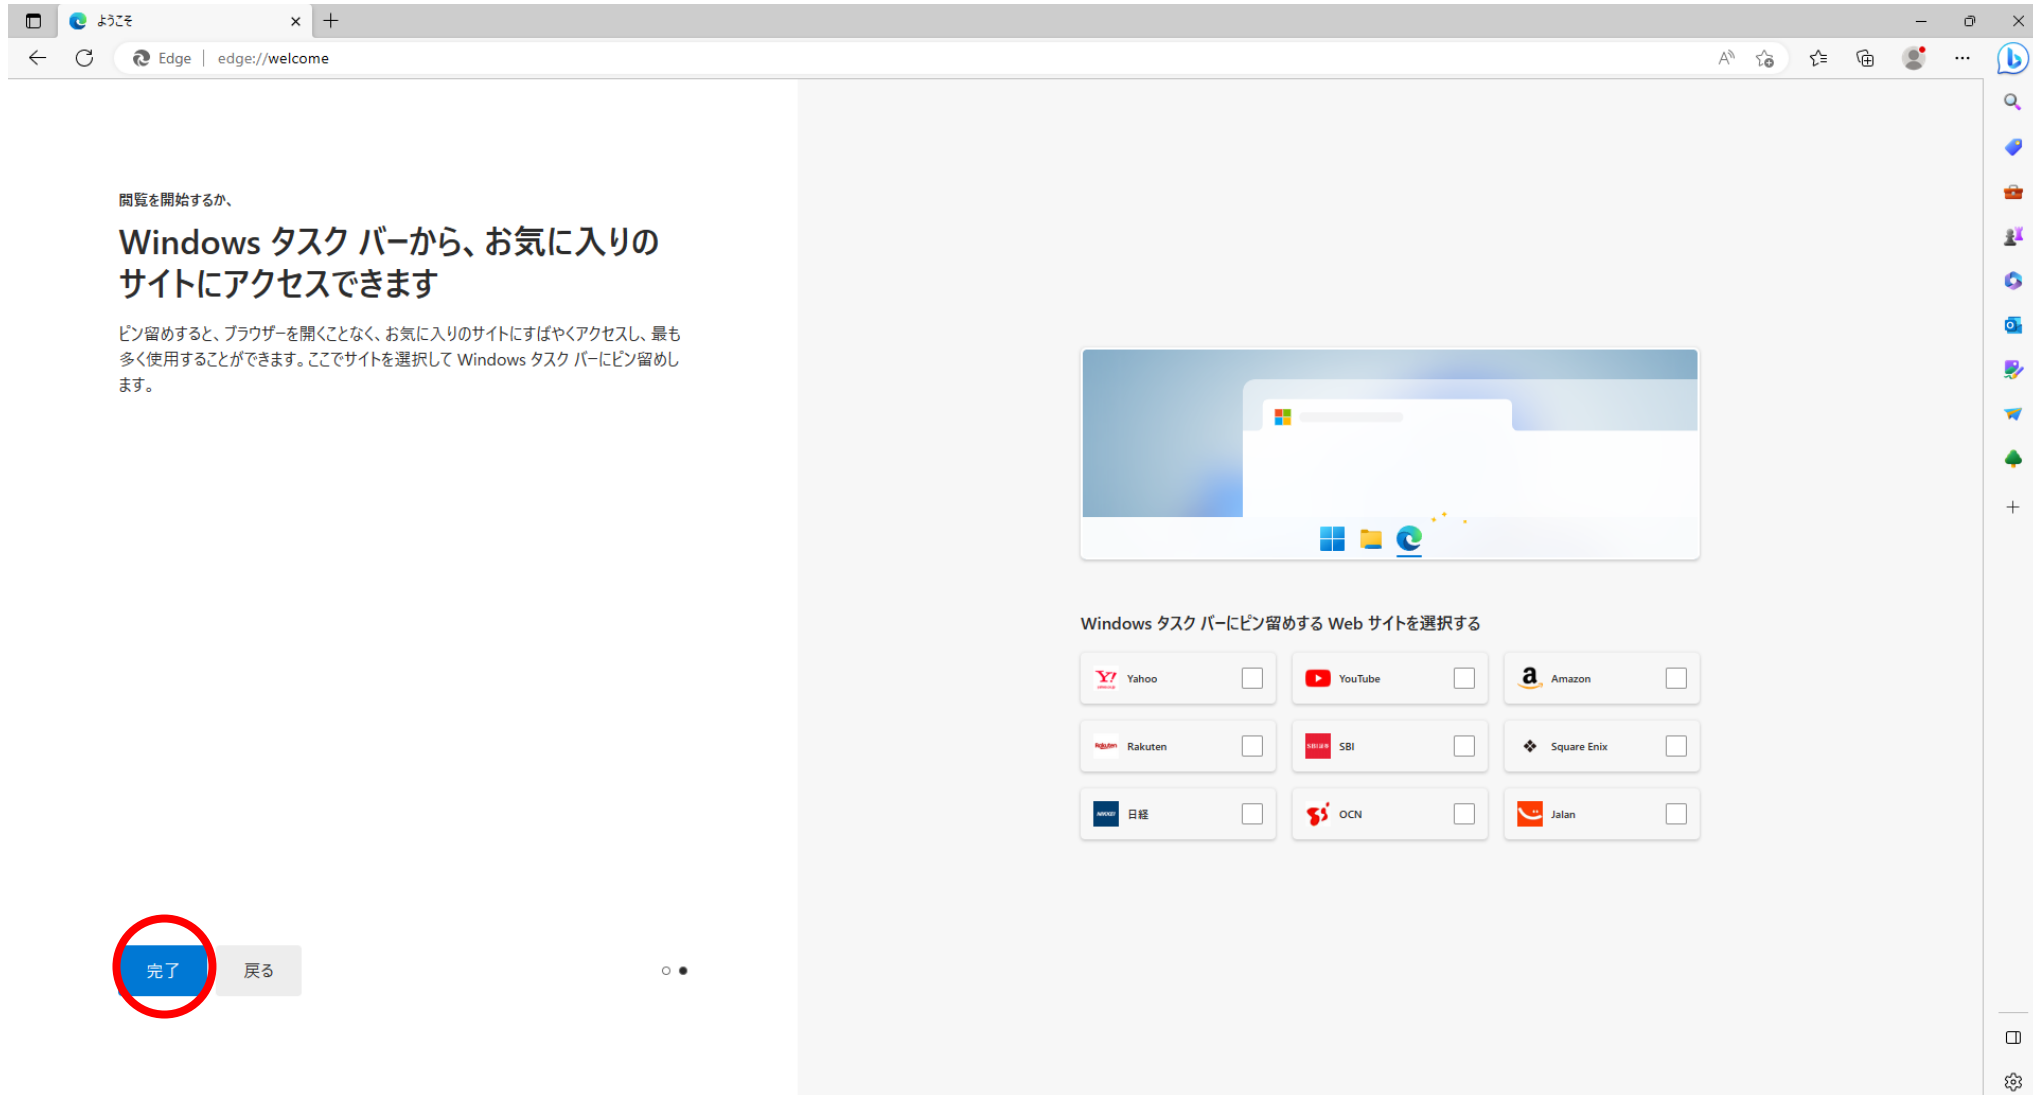 ようこそ
Edge
edge://welcome
閲覧を開始するか、
Windows タスク バーから、お気に入りの
サイトにアクセスできます
ピン留めすると、ブラウザーを開くことなく、お気に入りのサイトにすばやくアクセスし、最も
多く使用することができます。ここでサイトを選択して Windows タスク バーにピン留めし
ます。
Windows タスク バーにピン留めする Web サイトを選択する
Yahoo
YouTube
Amazon
Rakuten
SBI
Square Enix
日経
OCN
Jalan
完了
戻る